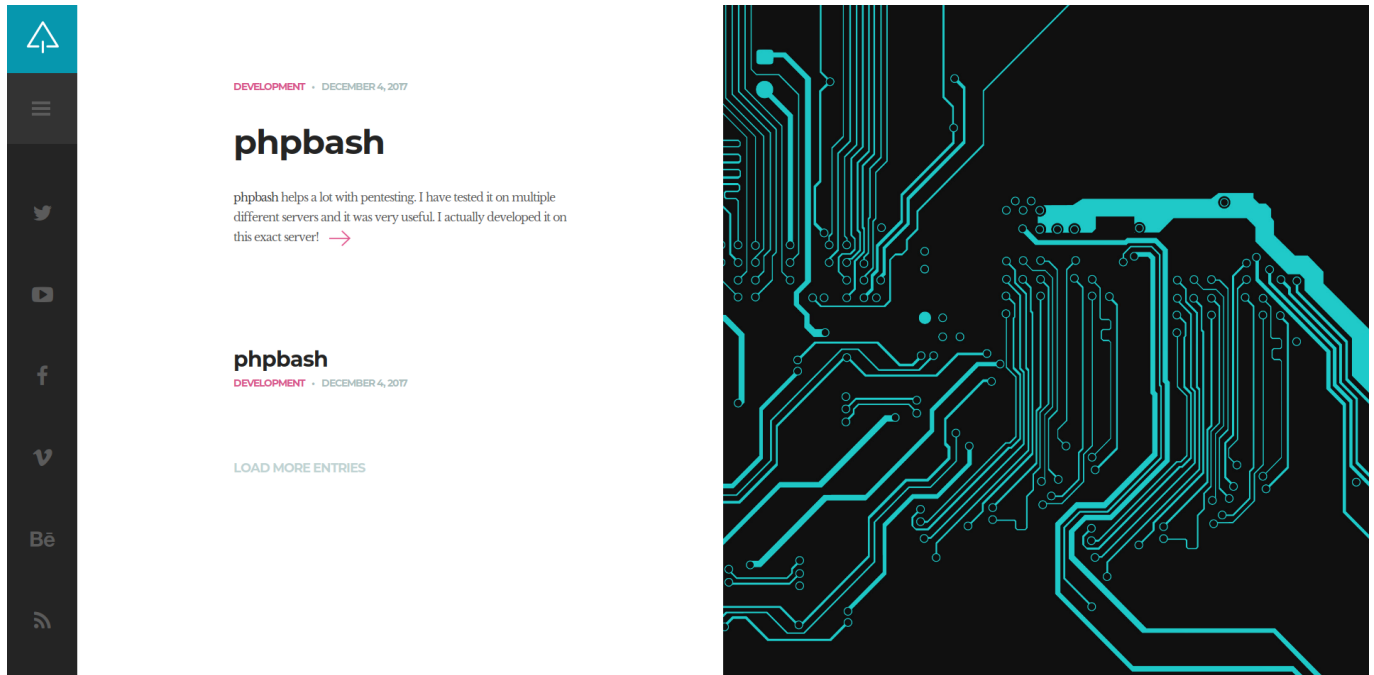 DEVELOPMENT • DECEMBER 4, 2017
phpbash
phpbash helps a lot with pentesting. I have tested it on multiple
different servers and it was very useful. I actually developed it on
this exact server!
phpbash
DEVELOPMENT • DECEMBER 4, 2017
LOAD MORE ENTRIES
Bē